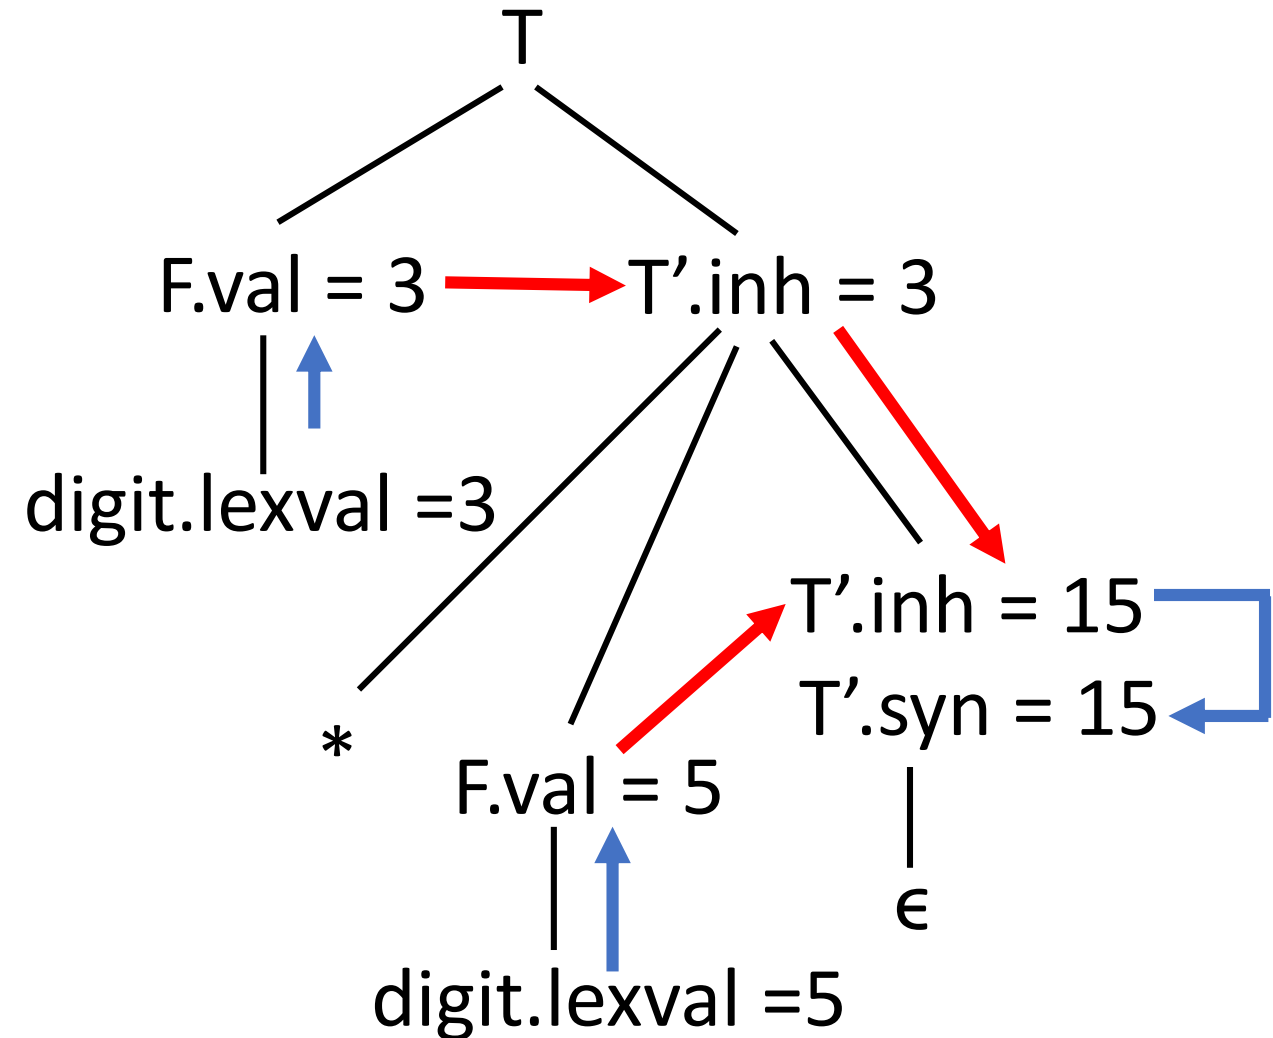 T
F.val = 3
T’.inh = 3
digit.lexval =3
T’.inh = 15
T’.syn = 15
*
F.val = 5
ϵ
digit.lexval =5